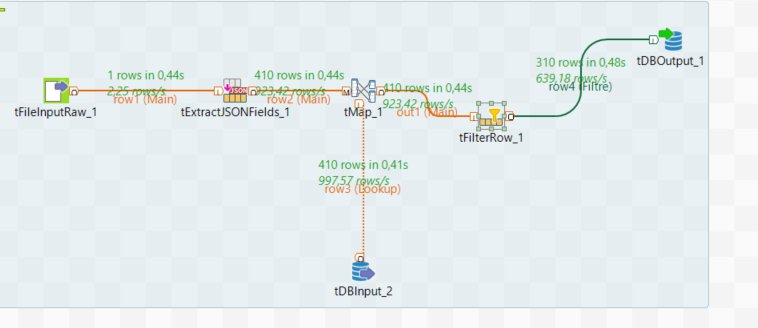 310 rows in 0,48s
639,18 rows/s
row4 (Filtre)
tDBOutput_1
1 rows in 0,44s
2,25 rows/s
row1 (Main)
410 rows in 0,44s
923,42 rows/s
row2 (Main)
410 rows in 0,44s
923,42 rows/s
out1 (Main)
JSON
tFileInputRaw_1
tExtractJSONFields_1
tMap_1
tFilterRow_1
410 rows in 0,41s
997,57 rows/s
row3 (Lookup)
tDBInput_2